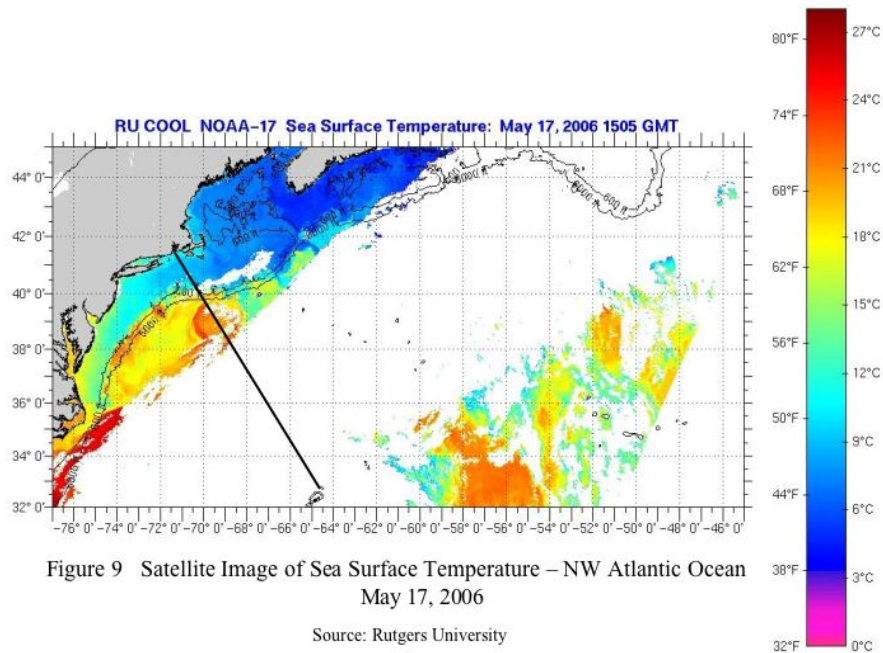 80°F 27°C
24°C
74°F
RU COOL NOAA-17 Sea Surface Temperature: May 17, 2006 1505 GMT
21°C
68°F
44° 0'
18°C
42° 0'
62°F
40° 0'
15°C
56°F
38° 0'
12°C
36° 0'
50°F
34° 0'
9°C
32° 0'
44°F
-76° 0' -74° 0' -72° 0' -70° 0' -68° 0' -66° 0' -64° 0' -62° 0' -60° 0' -58° 0' -56° 0' -54° 0' -52° 0' -50° 0' -48° 0' -46° 0'
6°C
Figure 9 Satellite Image of Sea Surface Temperature – NW Atlantic Ocean
May 17, 2006
38°F
3°C
Source: Rutgers University
32°F 0°C